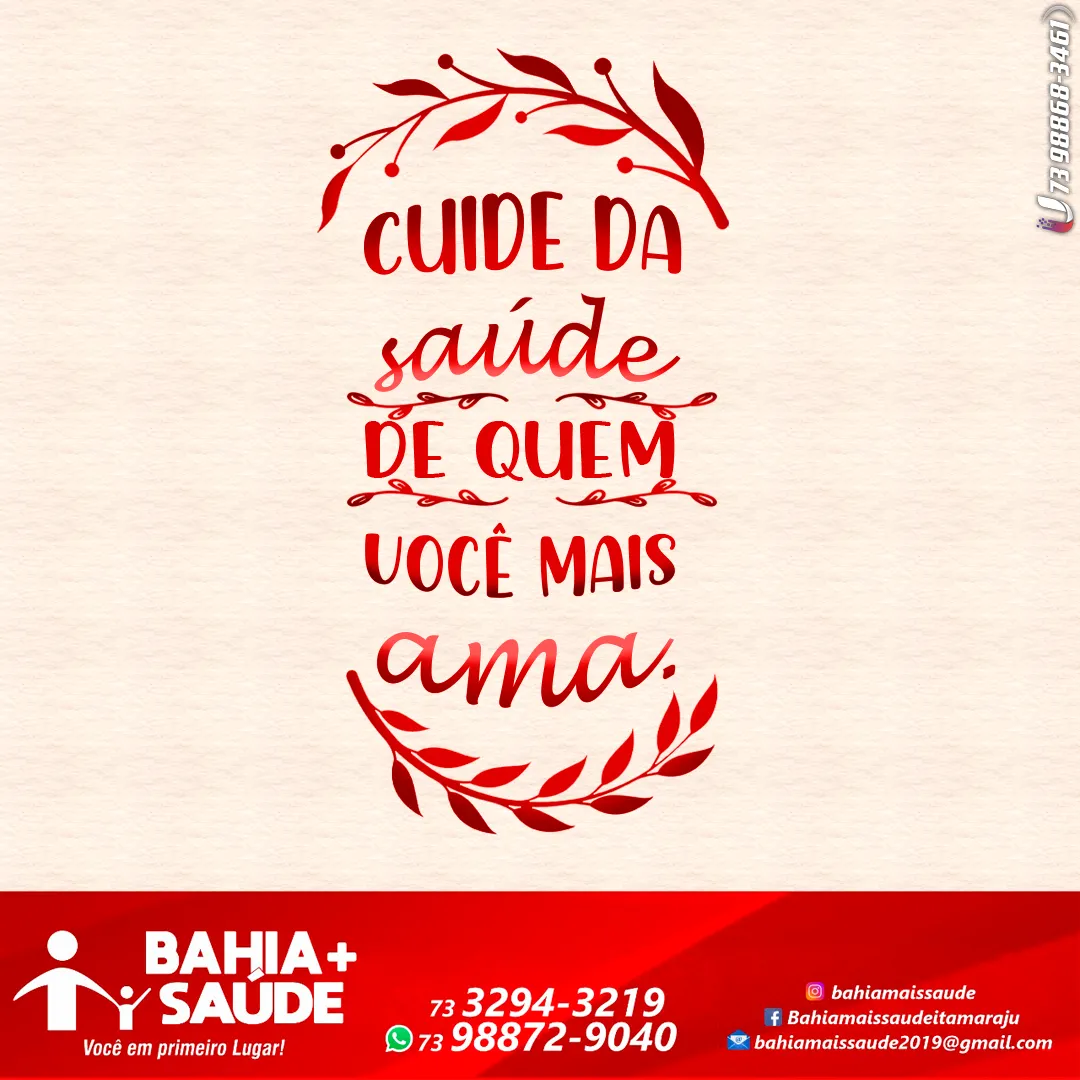 73 98868-3461
CUIDE DA
saúde
DE QUEM
VOCÊ MAIS
ama.
BAHIA+
SAÚDE
Você em primeiro Lugar!
73 3294-3219
73 98872-9040
bahiamaissaude
Bahiamaissaudeitamaraju
bahiamaissaude2019@gmail.com